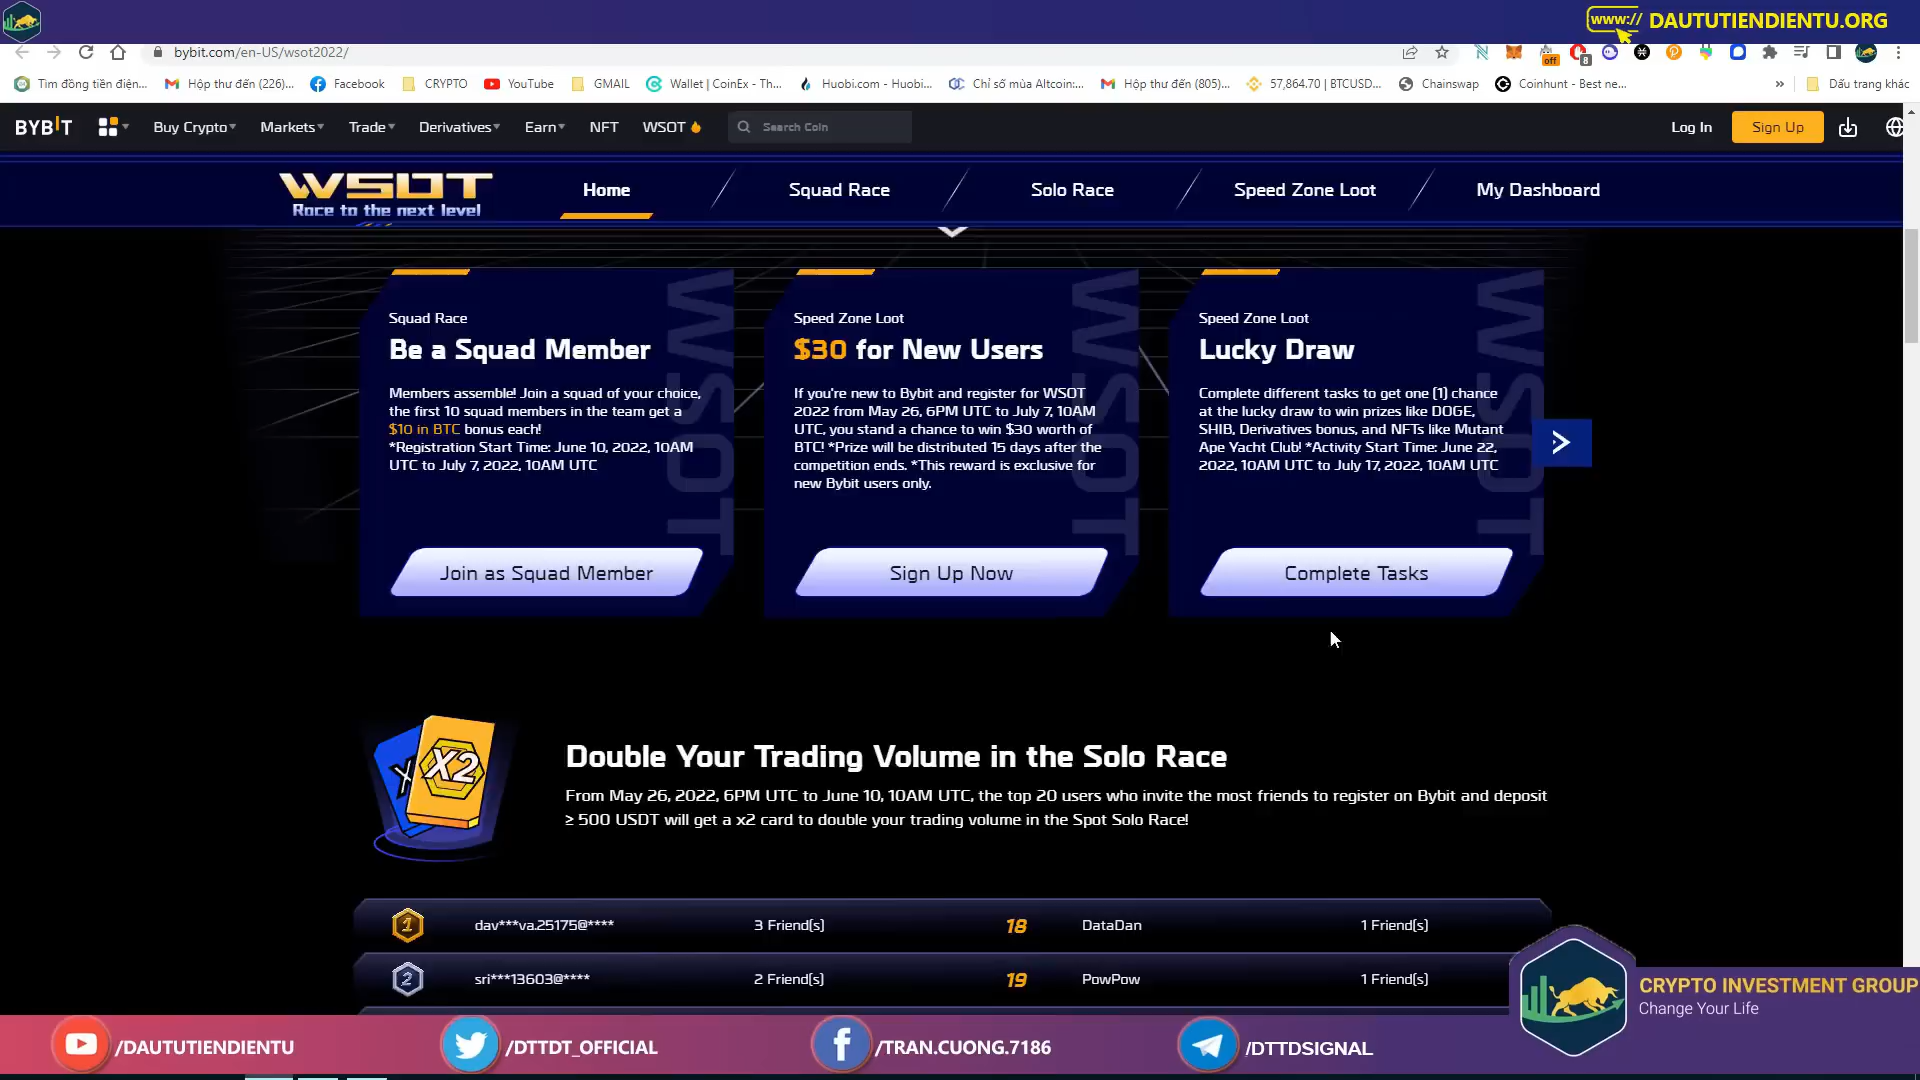 www:// DAUTUTIENDIENTU.ORG
bybit.com/en-US/wsot2022/
off 8
Tìm đồng tiền điện... Hộp thư đến (226)... Facebook CRYPTO YouTube GMAIL Wallet | CoinEx - Th... Huobi.com - Huobi... Chỉ số mùa Altcoin:... Hộp thư đến (805)... 57,864.70 | BTCUSD... Chainswap Coinhunt - Best ne... » Dấu trang khác
BYBIT Buy Crypto Markets Trade Derivatives Earn NFT WSOT Search Coin Log In Sign Up
WSOT
Race to the next level
Home Squad Race Solo Race Speed Zone Loot My Dashboard
Squad Race
Be a Squad Member
Members assemble! Join a squad of your choice,
the first 10 squad members in the team get a
$10 in BTC bonus each!
*Registration Start Time: June 10, 2022, 10AM
UTC to July 7, 2022, 10AM UTC
WSOT
Join as Squad Member
Speed Zone Loot
$30 for New Users
If you're new to Bybit and register for WSOT
2022 from May 26, 6PM UTC to July 7, 10AM
UTC, you stand a chance to win $30 worth of
BTC! *Prize will be distributed 15 days after the
competition ends. *This reward is exclusive for
new Bybit users only.
WSOT
Sign Up Now
Speed Zone Loot
Lucky Draw
Complete different tasks to get one (1) chance
at the lucky draw to win prizes like DOGE,
SHIB, Derivatives bonus, and NFTs like Mutant
Ape Yacht Club! *Activity Start Time: June 22,
2022, 10AM UTC to July 17, 2022, 10AM UTC
WSOT
Complete Tasks
X2
Double Your Trading Volume in the Solo Race
From May 26, 2022, 6PM UTC to June 10, 10AM UTC, the top 20 users who invite the most friends to register on Bybit and deposit
≥ 500 USDT will get a x2 card to double your trading volume in the Spot Solo Race!
1 dav***va.25175@**** 3 Friend(s) 18 DataDan 1 Friend(s)
2 sri***13603@**** 2 Friend(s) 19 PowPow 1 Friend(s)
CRYPTO INVESTMENT GROUP
Change Your Life
/DAUTUTIENDIENTU /DTTDT_OFFICIAL /TRAN.CUONG.7186 /DTTDSIGNAL